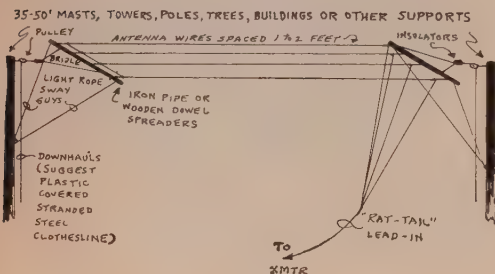 35-50' MASTS, TOWERS, POLES, TREES, BUILDINGS OR OTHER SUPPORTS
PULLEY
ANTENNA WIRES SPACED 1½ FEET
INSULATORS
BRIDLE
LIGHT ROPE
SWAY
GUYS
IRON PIPE OR
WOODEN DOWEL
SPREADERS
DOWNHAULS
(SUGGEST
PLASTIC
COVERED
STRANDED
STEEL
CLOTHESLINE)
"RAT-TAIL"
LEAD-IN
TO
XMTR